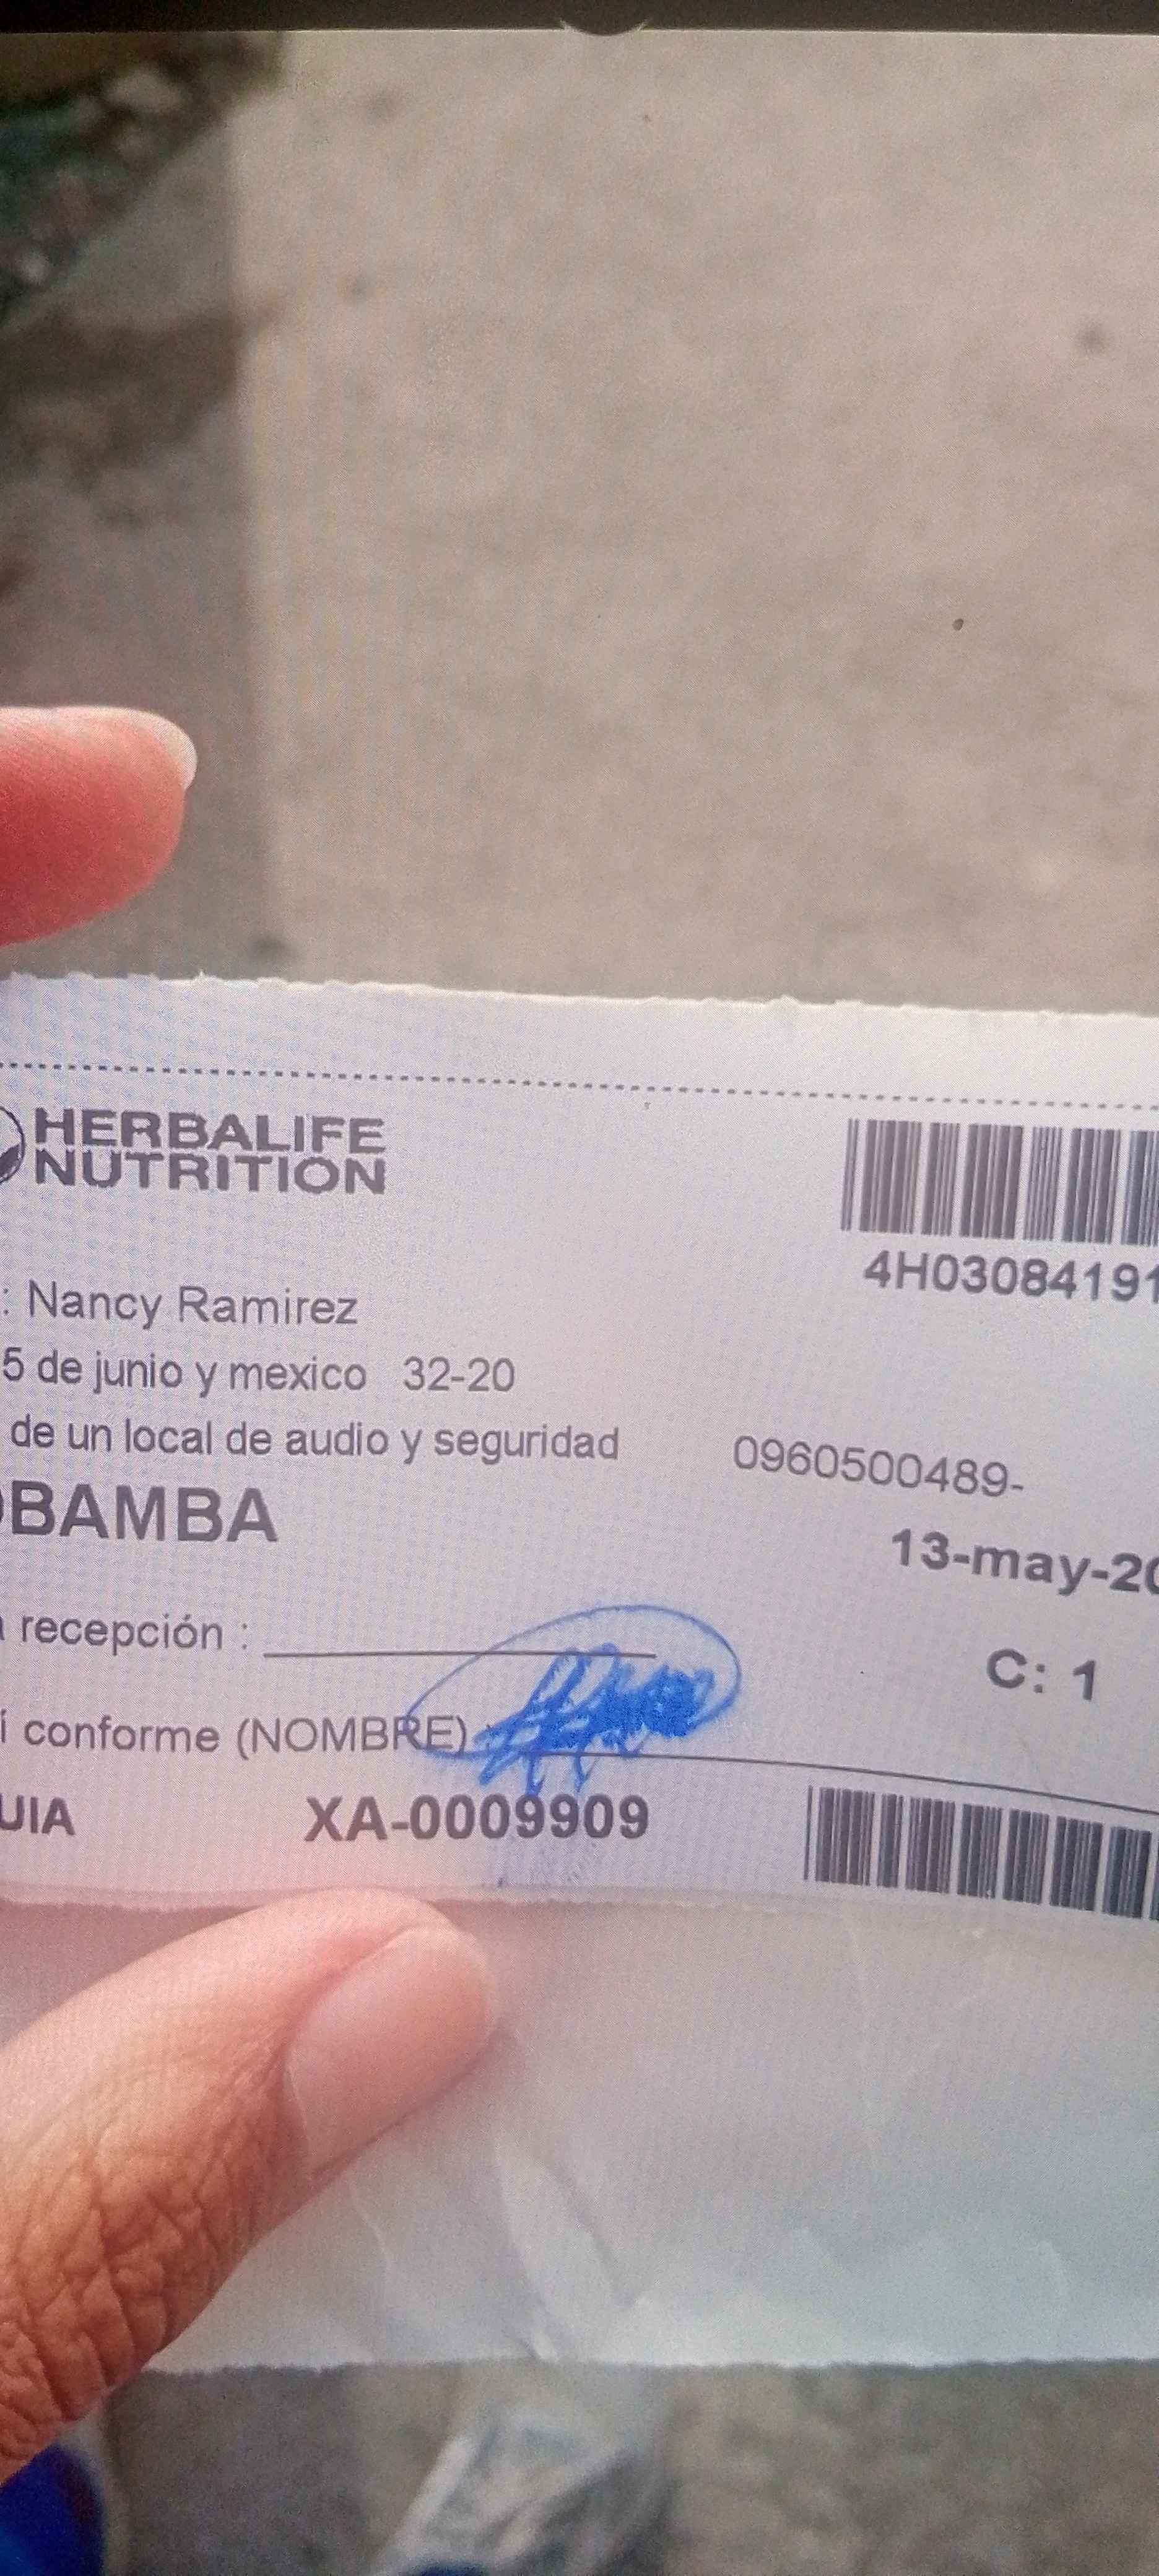 HERBALIFE
NUTRITION
4H03084191
: Nancy Ramirez
5 de junio y mexico 32-20
de un local de audio y seguridad 0960500489-
OBAMBA
13-may-20
recepción :
C: 1
í conforme (NOMBRE)
UIA XA-0009909